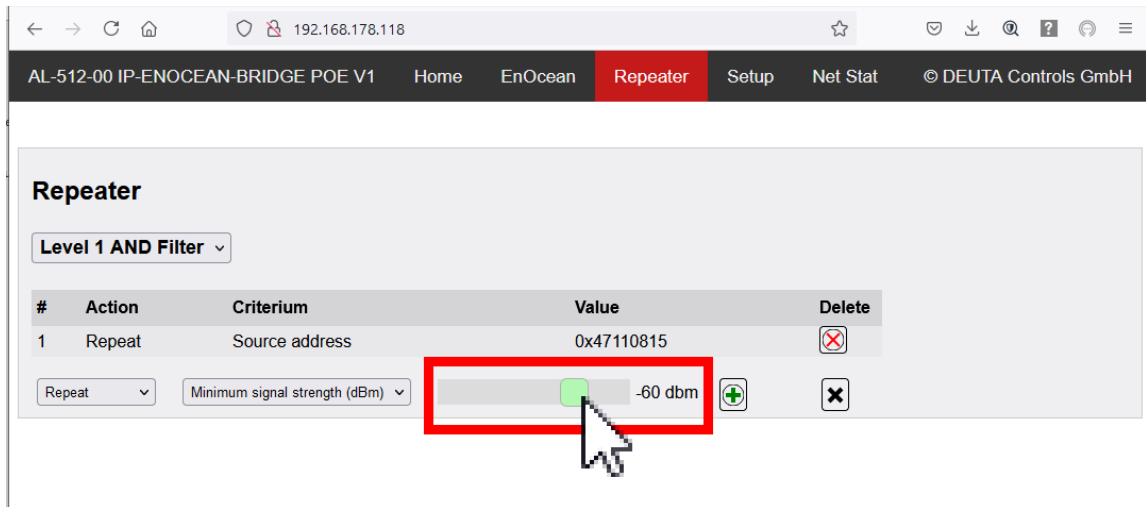 192.168.178.118
AL-512-00 IP-ENOCEAN-BRIDGE POE V1 Home EnOcean Repeater Setup Net Stat © DEUTA Controls GmbH
Repeater
Level 1 AND Filter
# Action Criterium Value Delete
1 Repeat Source address 0x47110815
Repeat Minimum signal strength (dBm) -60 dbm